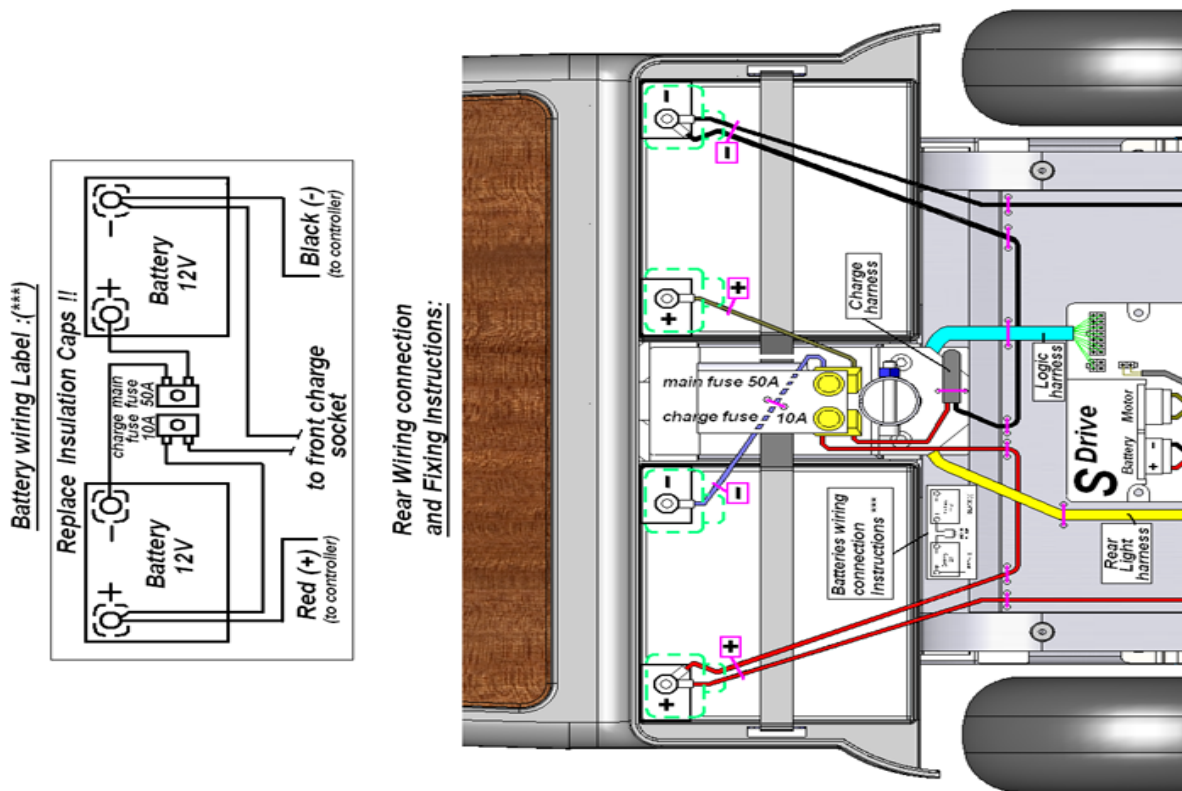 Battery wiring Label :(***)
Replace Insulation Caps !!
+
Battery
12V
−
charge
fuse
10A
main
fuse
50A
+
Battery
12V
−
Red (+)
(to controller)
to front charge
socket
Black (-)
(to controller)
Rear Wiring connection
and Fixing Instructions:
-
-
+
+
main fuse 50A
charge fuse 10A
-
-
+
+
Charge
harness
Logic
harness
Batteries wiring
connection
Instructions ***
Rear
Light
harness
S Drive
Battery
Motor
+
-